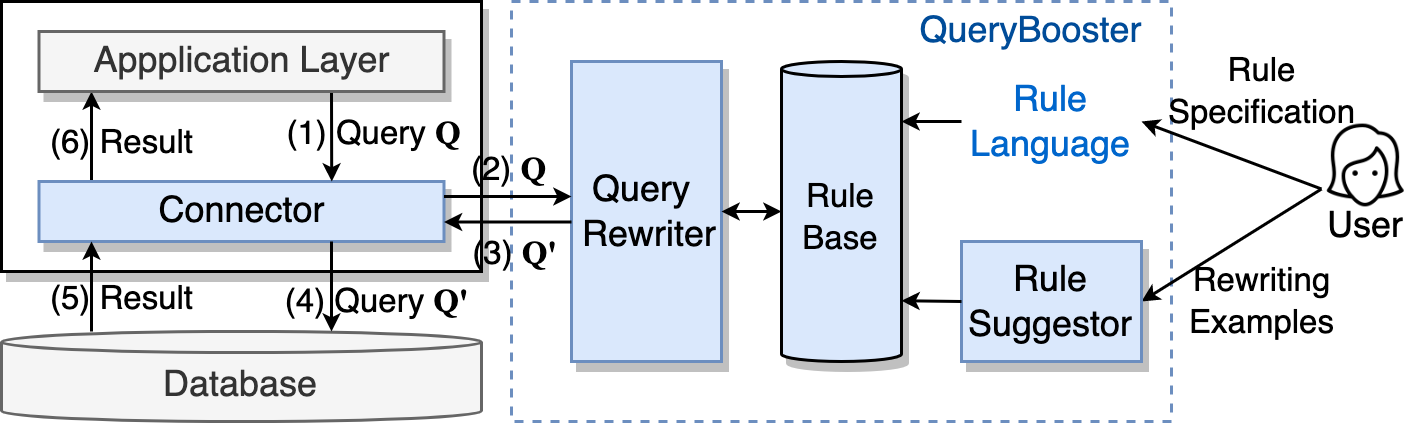 Appplication Layer
(6) Result
(1) Query Q
Connector
(5) Result
(4) Query Q'
Database
(2) Q
(3) Q'
QueryBooster
Query
Rewriter
Rule
Base
Rule
Language
Rule
Suggestor
Rule
Specification
User
Rewriting
Examples